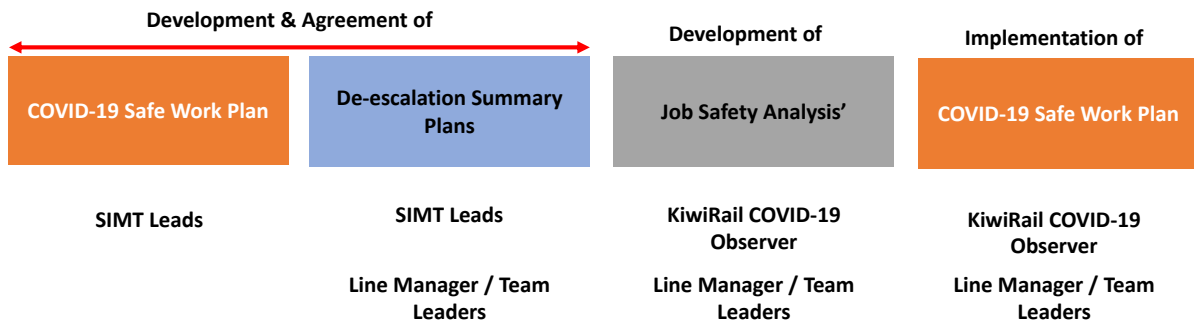 Development & Agreement of
COVID-19 Safe Work Plan
SIMT Leads
De-escalation Summary
Plans
SIMT Leads
Line Manager / Team
Leaders
Development of
Job Safety Analysis’
KiwiRail COVID-19
Observer
Line Manager / Team
Leaders
Implementation of
COVID-19 Safe Work Plan
KiwiRail COVID-19
Observer
Line Manager / Team
Leaders